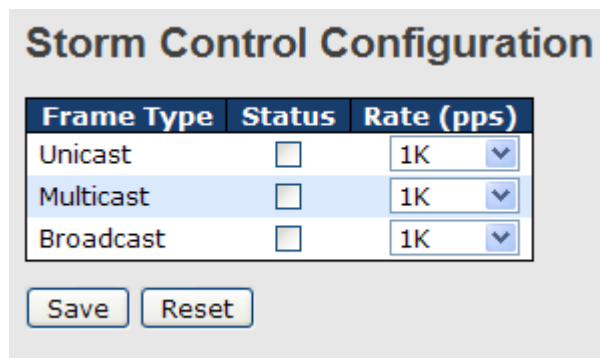 Storm Control Configuration
Frame Type Status Rate (pps)
Unicast 1K
Multicast 1K
Broadcast 1K
Save Reset